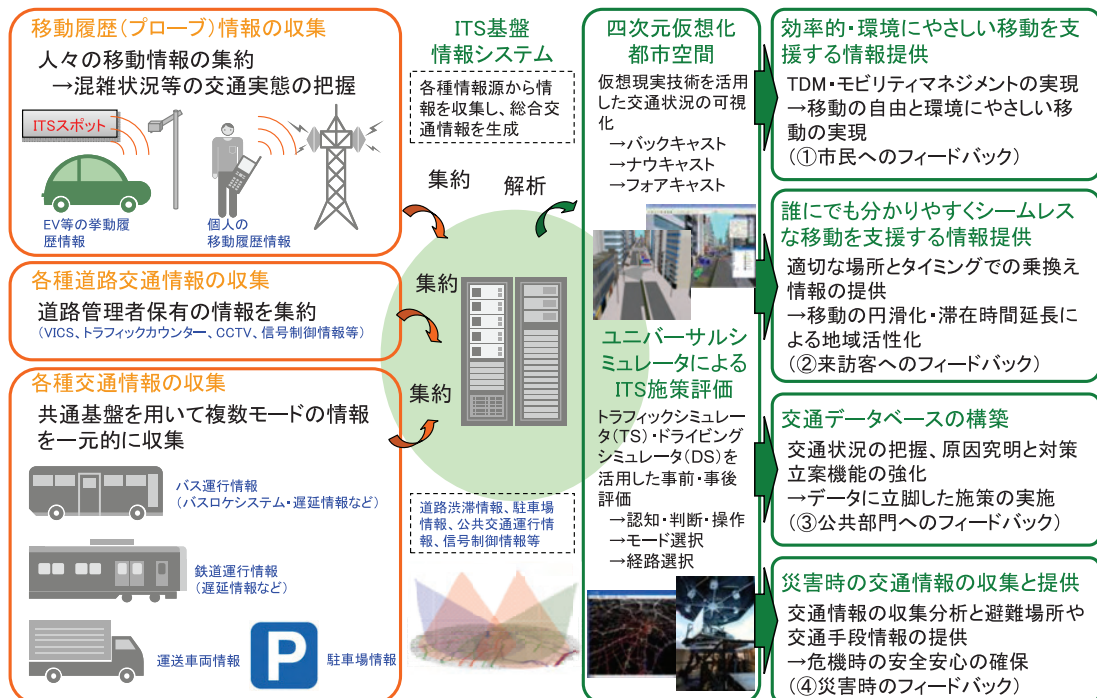 移動履歴(プローブ)情報の収集
人々の移動情報の集約
→混雑状況等の交通実態の把握
ITSスポット
EV等の挙動履
歴情報
個人の
移動履歴情報
各種道路交通情報の収集
道路管理者保有の情報を集約
(VICS、トラフィックカウンター、CCTV、信号制御情報等)
各種交通情報の収集
共通基盤を用いて複数モードの情報
を一元的に収集
バス運行情報
(バスロケシステム・遅延情報など)
鉄道運行情報
(遅延情報など)
運送車両情報
P
駐車場情報
ITS基盤
情報システム
各種情報源から情
報を収集し、総合交
通情報を生成
集約
解析
集約
集約
道路渋滞情報、駐車場
情報、公共交通運行情
報、信号制御情報等
四次元仮想化
都市空間
仮想現実技術を活用
した交通状況の可視
化
→バックキャスト
→ナウキャスト
→フォアキャスト
ユニバーサルシ
ミュレータによる
ITS施策評価
トラフィックシミュレー
タ(TS)・ドライビング
シミュレータ(DS)を
活用した事前・事後
評価
→認知・判断・操作
→モード選択
→経路選択
効率的・環境にやさしい移動を支
援する情報提供
TDM・モビリティマネジメントの実現
→移動の自由と環境にやさしい移
動の実現
(①市民へのフィードバック)
誰にでも分かりやすくシームレス
な移動を支援する情報提供
適切な場所とタイミングでの乗換え
情報の提供
→移動の円滑化・滞在時間延長に
よる地域活性化
(②来訪客へのフィードバック)
交通データベースの構築
交通状況の把握、原因究明と対策
立案機能の強化
→データに立脚した施策の実施
(③公共部門へのフィードバック)
災害時の交通情報の収集と提供
交通情報の収集分析と避難場所や
交通手段情報の提供
→危機時の安全安心の確保
(④災害時のフィードバック)